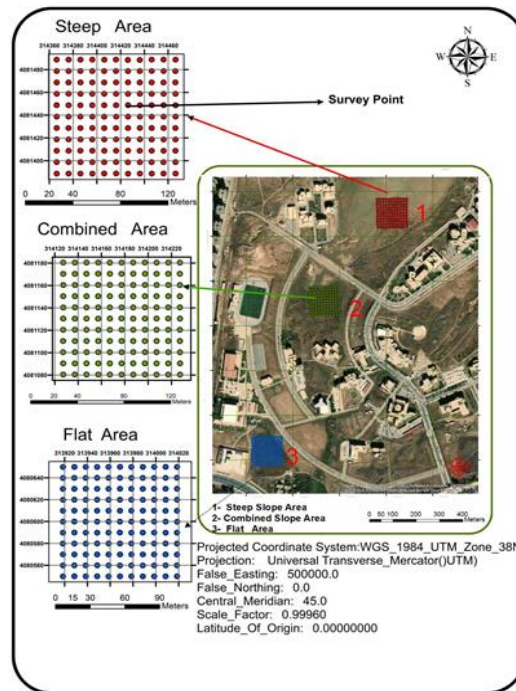 Steep Area
314360 314380 314400 314420 314440 314460
4081480
4081460
4081440
4081420
4081400
0 20 40 60 80 120
Meters
Survey Point
N
W E
S
Combined Area
314120 314140 314160 314180 314200 314220
4081180
4081160
4081140
4081120
4081100
4081080
0 20 40 60 80 120
Meters
Flat Area
313920 313940 313960 313980 314000 314020
4080640
4080620
4080600
4080580
4080560
0 15 30 60 90
Meters
1
2
3
1- Steep Slope Area
2- Combined Slope Area
3- Flat Area
0 50 100 200 300 400
Meters
Projected Coordinate System:WGS_1984_UTM_Zone_38N
Projection: Universal Transverse_Mercator()UTM)
False_Easting: 500000.0
False_Northing: 0.0
Central_Meridian: 45.0
Scale_Factor: 0.99960
Latitude_Of_Origin: 0.00000000